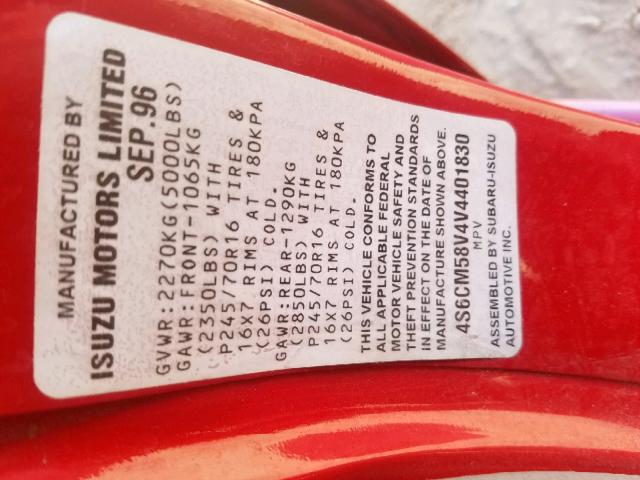 MANUFACTURED BY
ISUZU MOTORS LIMITED
SEP.96
GVWR:2270KG(5000LBS)
GAWR:FRONT-1065KG
(2350LBS) WITH
P245/70R16 TIRES &
16X7 RIMS AT 180KPA
(26PSI) COLD.
GAWR:REAR-1290KG
(2850LBS) WITH
P245/70R16 TIRES &
16X7 RIMS AT 180KPA
(26PSI) COLD.
THIS VEHICLE CONFORMS TO
ALL APPLICABLE FEDERAL
MOTOR VEHICLE SAFETY AND
THEFT PREVENTION STANDARDS
IN EFFECT ON THE DATE OF
MANUFACTURE SHOWN ABOVE.
4S6CM58V4V4401830
MPV
ASSEMBLED BY SUBARU-ISUZU
AUTOMOTIVE INC.